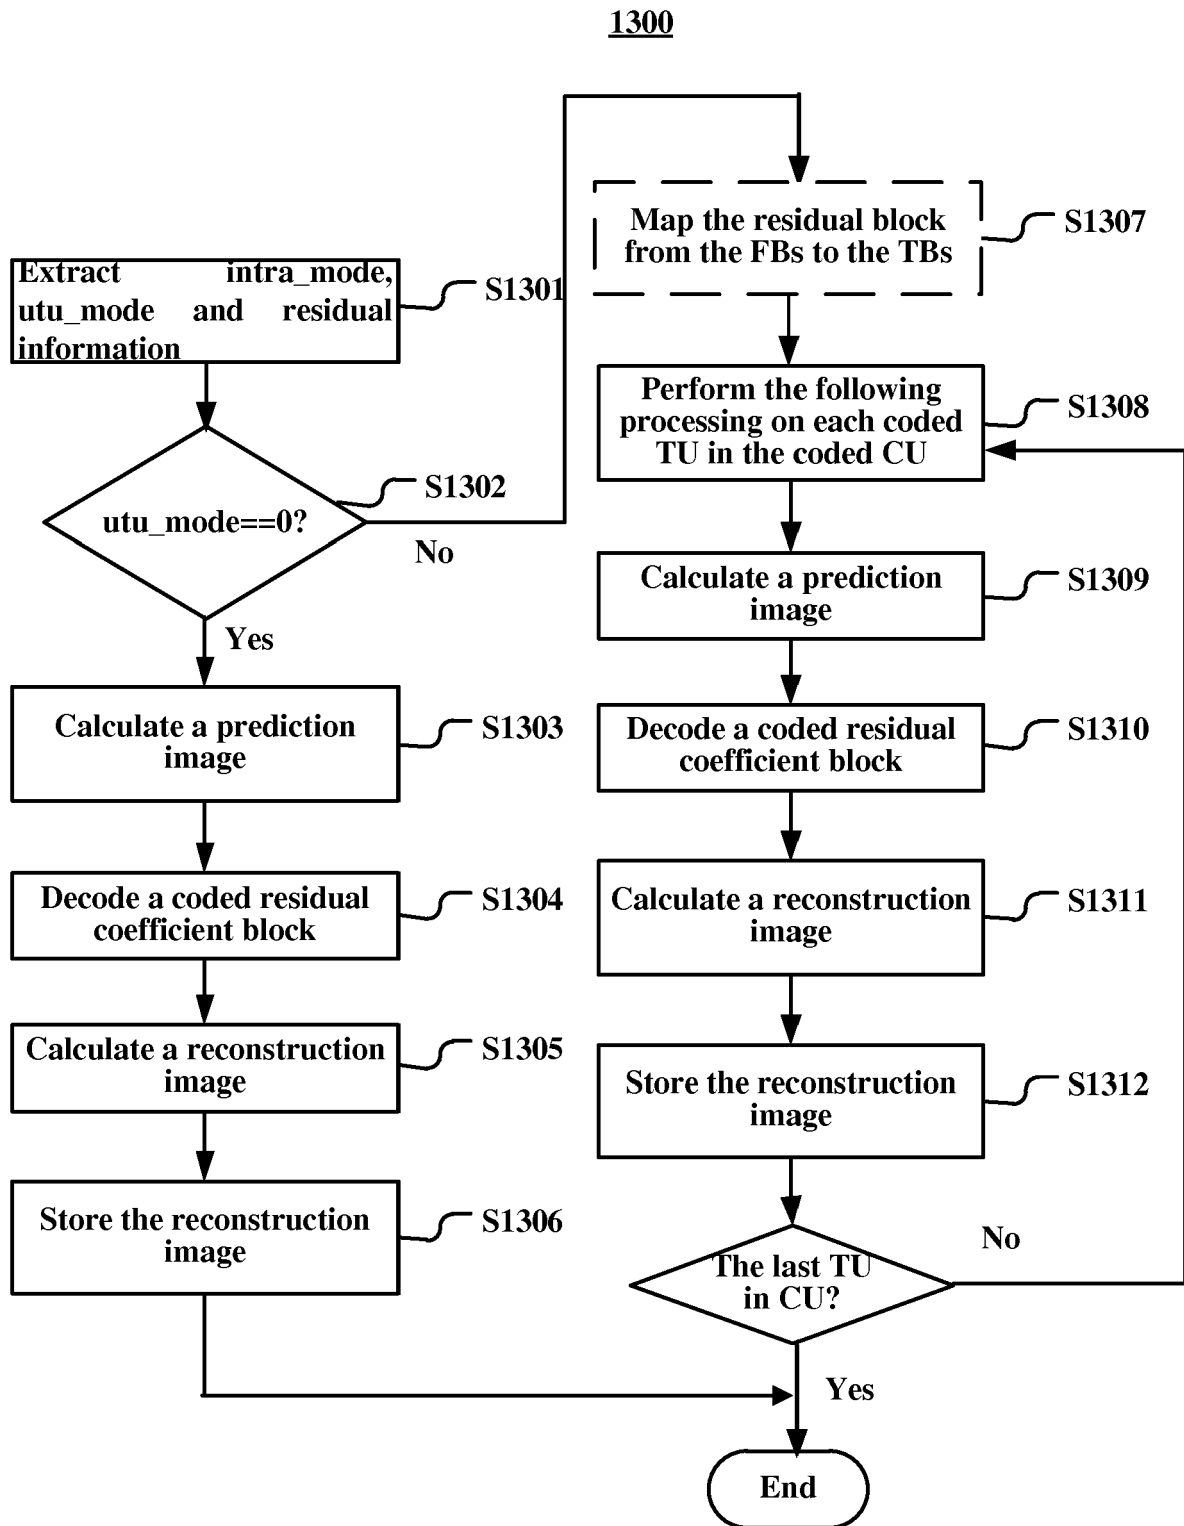 1300
Extract intra_mode,
utu_mode and residual
information
S1301
utu_mode==0?
S1302
No
Yes
Calculate a prediction
image
S1303
Decode a coded residual
coefficient block
S1304
Calculate a reconstruction
image
S1305
Store the reconstruction
image
S1306
Map the residual block
from the FBs to the TBs
S1307
Perform the following
processing on each coded
TU in the coded CU
S1308
Calculate a prediction
image
S1309
Decode a coded residual
coefficient block
S1310
Calculate a reconstruction
image
S1311
Store the reconstruction
image
S1312
The last TU
in CU?
No
Yes
End